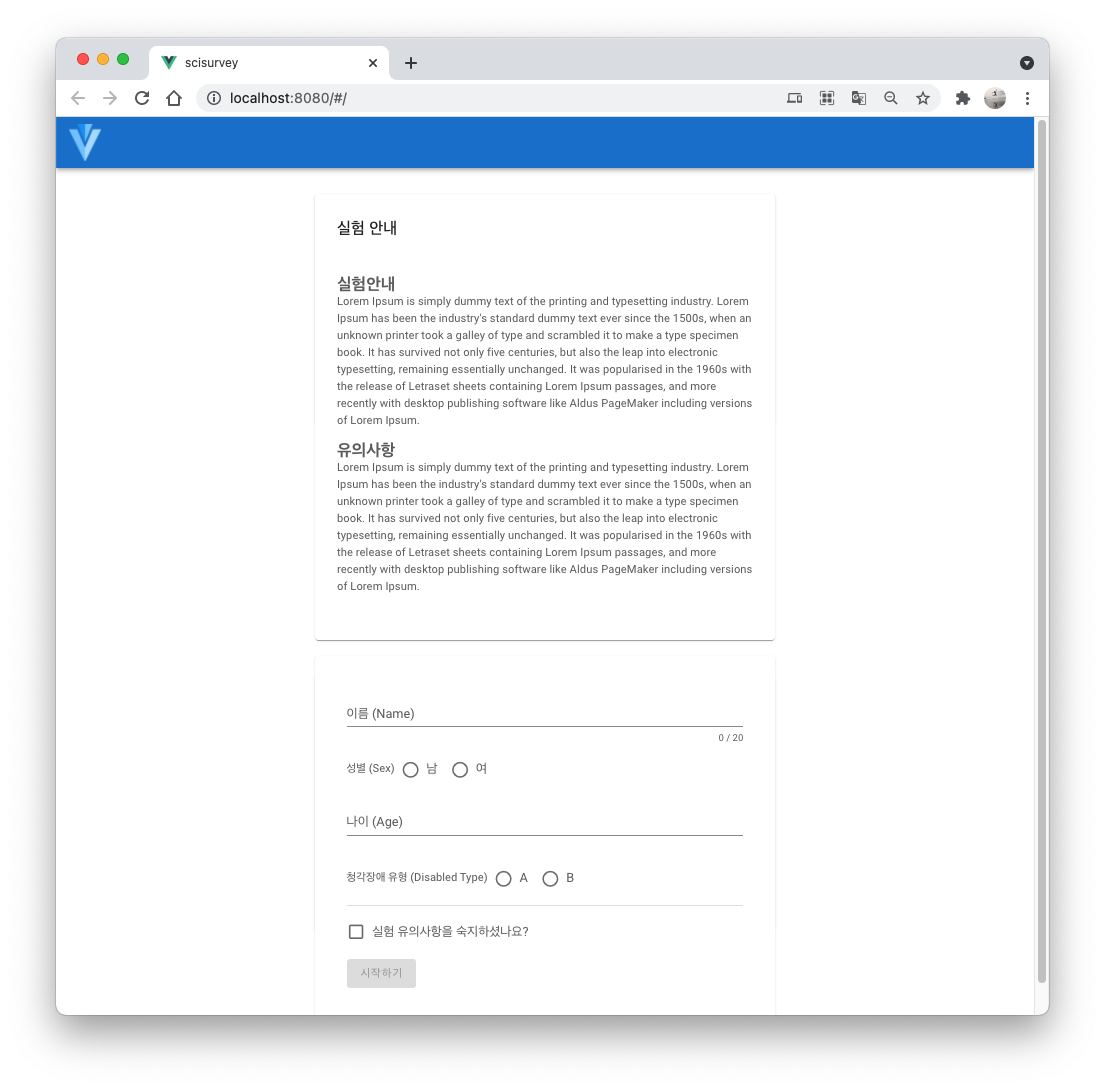 scisurvey
localhost:8080/#/
실험 안내
실험안내
Lorem Ipsum is simply dummy text of the printing and typesetting industry. Lorem
Ipsum has been the industry's standard dummy text ever since the 1500s, when an
unknown printer took a galley of type and scrambled it to make a type specimen
book. It has survived not only five centuries, but also the leap into electronic
typesetting, remaining essentially unchanged. It was popularised in the 1960s with
the release of Letraset sheets containing Lorem Ipsum passages, and more
recently with desktop publishing software like Aldus PageMaker including versions
of Lorem Ipsum.
유의사항
Lorem Ipsum is simply dummy text of the printing and typesetting industry. Lorem
Ipsum has been the industry's standard dummy text ever since the 1500s, when an
unknown printer took a galley of type and scrambled it to make a type specimen
book. It has survived not only five centuries, but also the leap into electronic
typesetting, remaining essentially unchanged. It was popularised in the 1960s with
the release of Letraset sheets containing Lorem Ipsum passages, and more
recently with desktop publishing software like Aldus PageMaker including versions
of Lorem Ipsum.
이름 (Name)
0 / 20
성별 (Sex) 남 여
나이 (Age)
청각장애 유형 (Disabled Type) A B
실험 유의사항을 숙지하셨나요?
시작하기